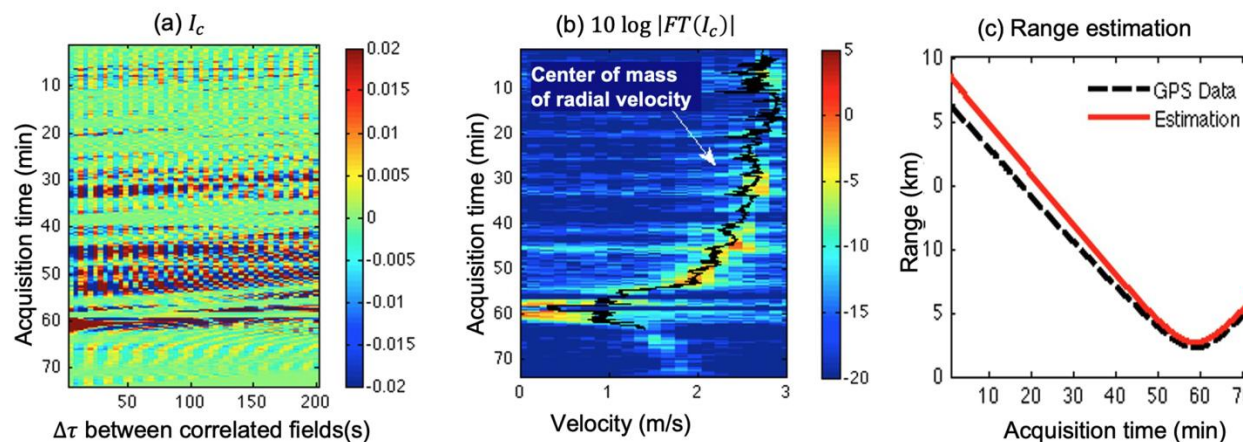 (a) I_c
Acquisition time (min)
10
20
30
40
50
60
70
50 100 150 200
Δτ between correlated fields(s)
0.02
0.015
0.01
0.005
0
-0.005
-0.01
-0.015
-0.02
(b) 10 log |FT(I_c)|
Center of mass
of radial velocity
Acquisition time (min)
10
20
30
40
50
60
70
0 1 2 3
Velocity (m/s)
5
0
-5
-10
-15
-20
(c) Range estimation
GPS Data
Estimation
Range (km)
10
5
0
10
5
0
10 20 30 40 50 60 70
Acquisition time (min)